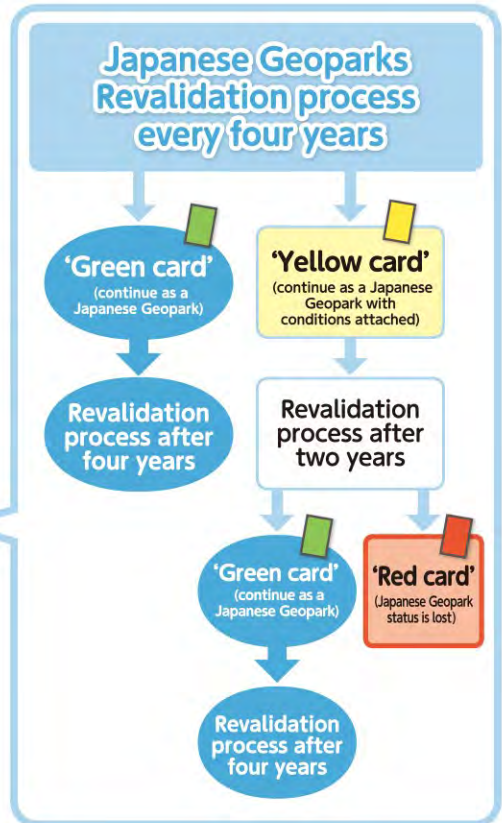 Japanese Geoparks
Revalidation process
every four years
‘Green card’
(continue as a
Japanese Geopark)
Revalidation
process after
four years
‘Yellow card’
(continue as a Japanese
Geopark with
conditions attached)
Revalidation
process after
two years
‘Green card’
(continue as a
Japanese Geopark)
Revalidation
process after
four years
‘Red card’
(Japanese Geopark
status is lost)